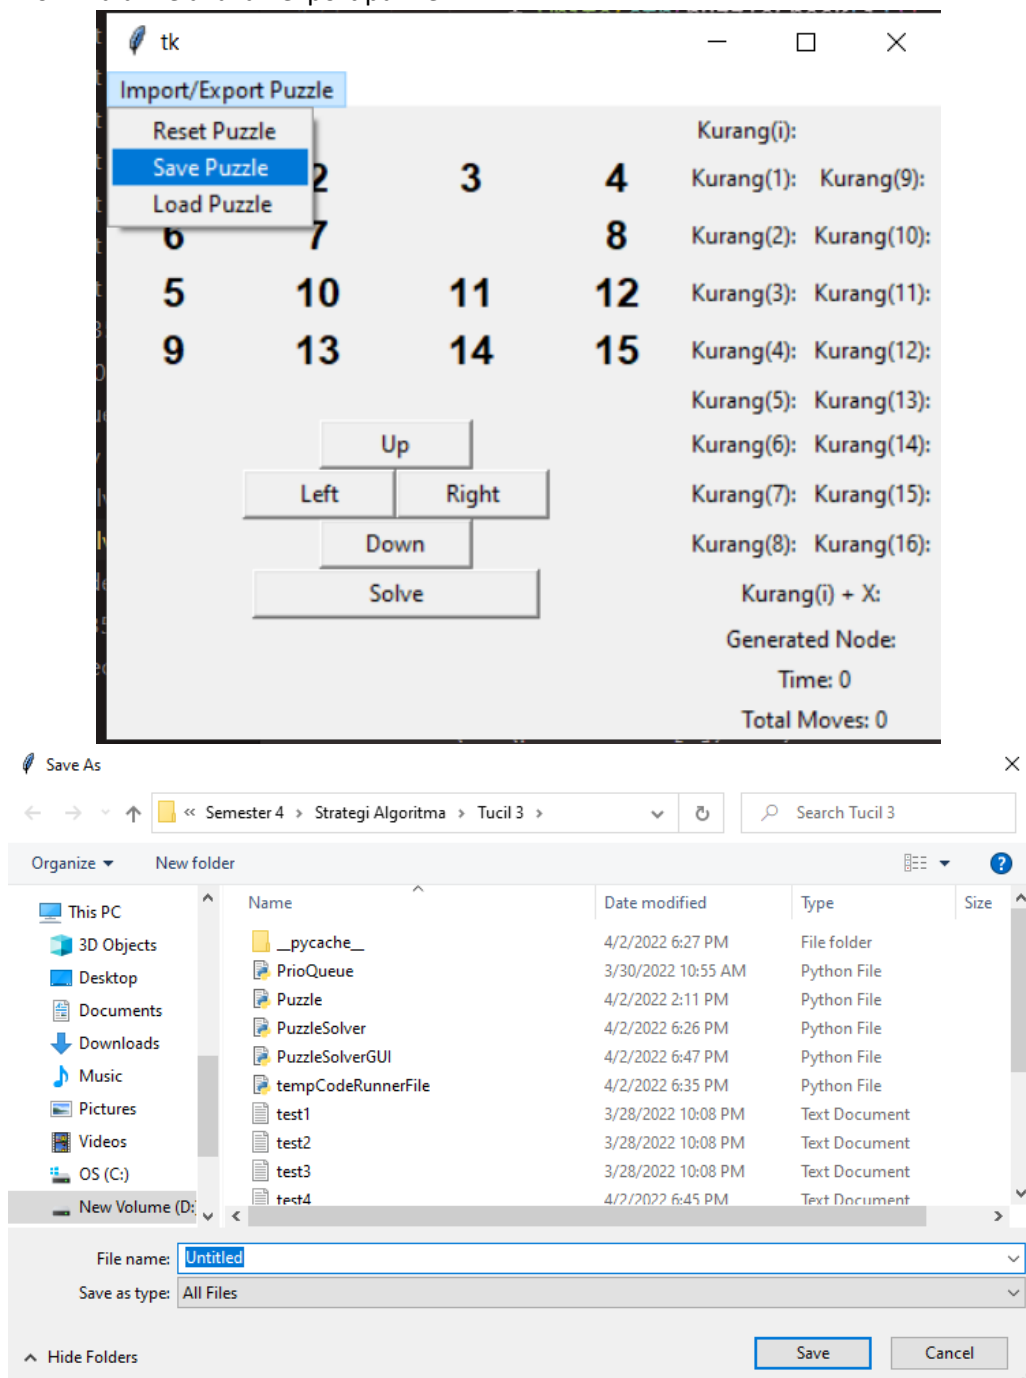 tk
Import/Export Puzzle
Reset Puzzle
Save Puzzle
Load Puzzle
2 3 4
6 7 8
5 10 11 12
9 13 14 15
Up
Left Right
Down
Solve
Kurang(i):
Kurang(1): Kurang(9):
Kurang(2): Kurang(10):
Kurang(3): Kurang(11):
Kurang(4): Kurang(12):
Kurang(5): Kurang(13):
Kurang(6): Kurang(14):
Kurang(7): Kurang(15):
Kurang(8): Kurang(16):
Kurang(i) + X:
Generated Node:
Time: 0
Total Moves: 0
Save As
« Semester 4 › Strategi Algoritma › Tucil 3 ›
Search Tucil 3
Organize New folder
This PC
3D Objects
Desktop
Documents
Downloads
Music
Pictures
Videos
OS (C:)
New Volume (D:
Name Date modified Type Size
__pycache__ 4/2/2022 6:27 PM File folder
PrioQueue 3/30/2022 10:55 AM Python File
Puzzle 4/2/2022 2:11 PM Python File
PuzzleSolver 4/2/2022 6:26 PM Python File
PuzzleSolverGUI 4/2/2022 6:47 PM Python File
tempCodeRunnerFile 4/2/2022 6:35 PM Python File
test1 3/28/2022 10:08 PM Text Document
test2 3/28/2022 10:08 PM Text Document
test3 3/28/2022 10:08 PM Text Document
test4 4/2/2022 6:45 PM Text Document
File name: Untitled
Save as type: All Files
Hide Folders
Save Cancel